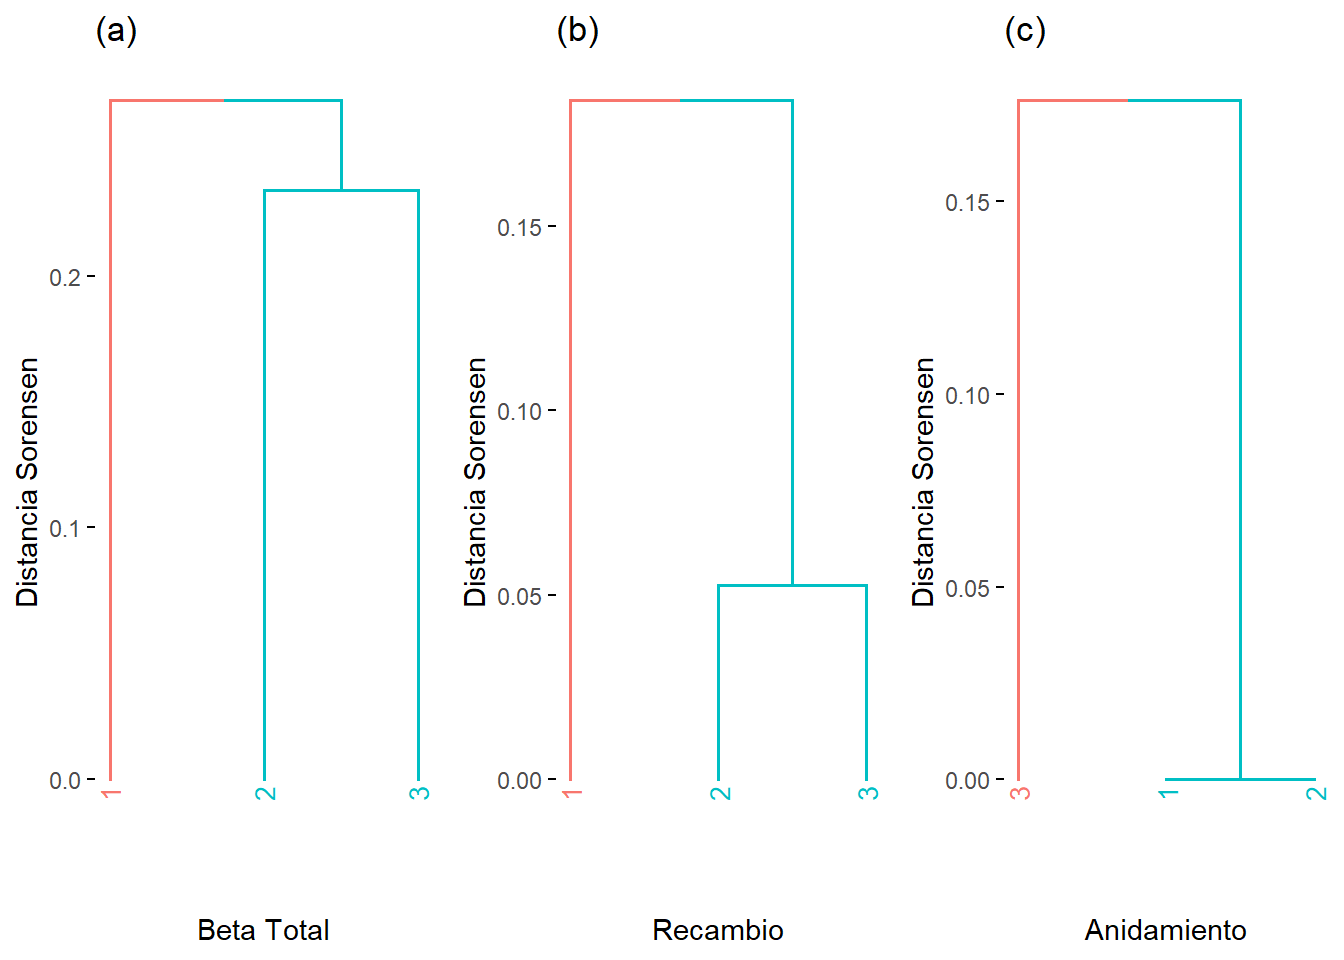 (a)
Distancia Sorensen
0.2
0.1
0.0
1
2
3
Beta Total
(b)
Distancia Sorensen
0.15
0.10
0.05
0.00
1
2
3
Recambio
(c)
Distancia Sorensen
0.15
0.10
0.05
0.00
3
1
2
Anidamiento